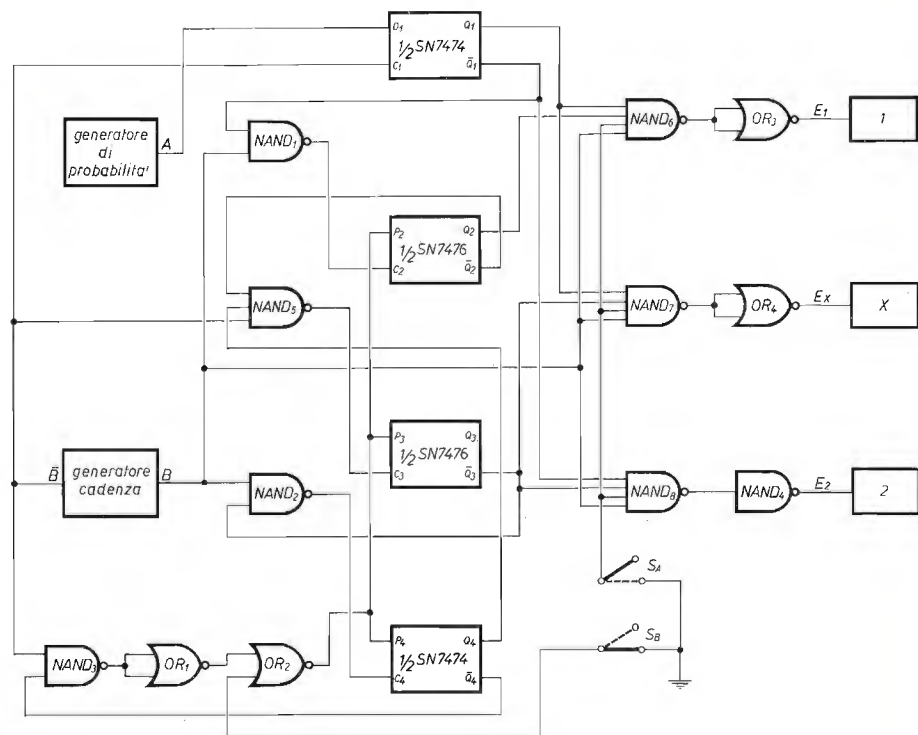 D1 Q1
1/2 SN7474
C1 Q̄1
generatore di probabilita'
A
NAND1
NAND6
OR3
E1
1
P2 Q2
1/2 SN7476
C2 Q̄2
NAND5
NAND7
OR4
EX
X
P3 Q3
1/2 SN7476
C3 Q̄3
B̄
generatore cadenza
B
NAND2
NAND8
NAND4
E2
2
SA
SB
P4 Q4
1/2 SN7474
C4 Q̄4
NAND3
OR1
OR2